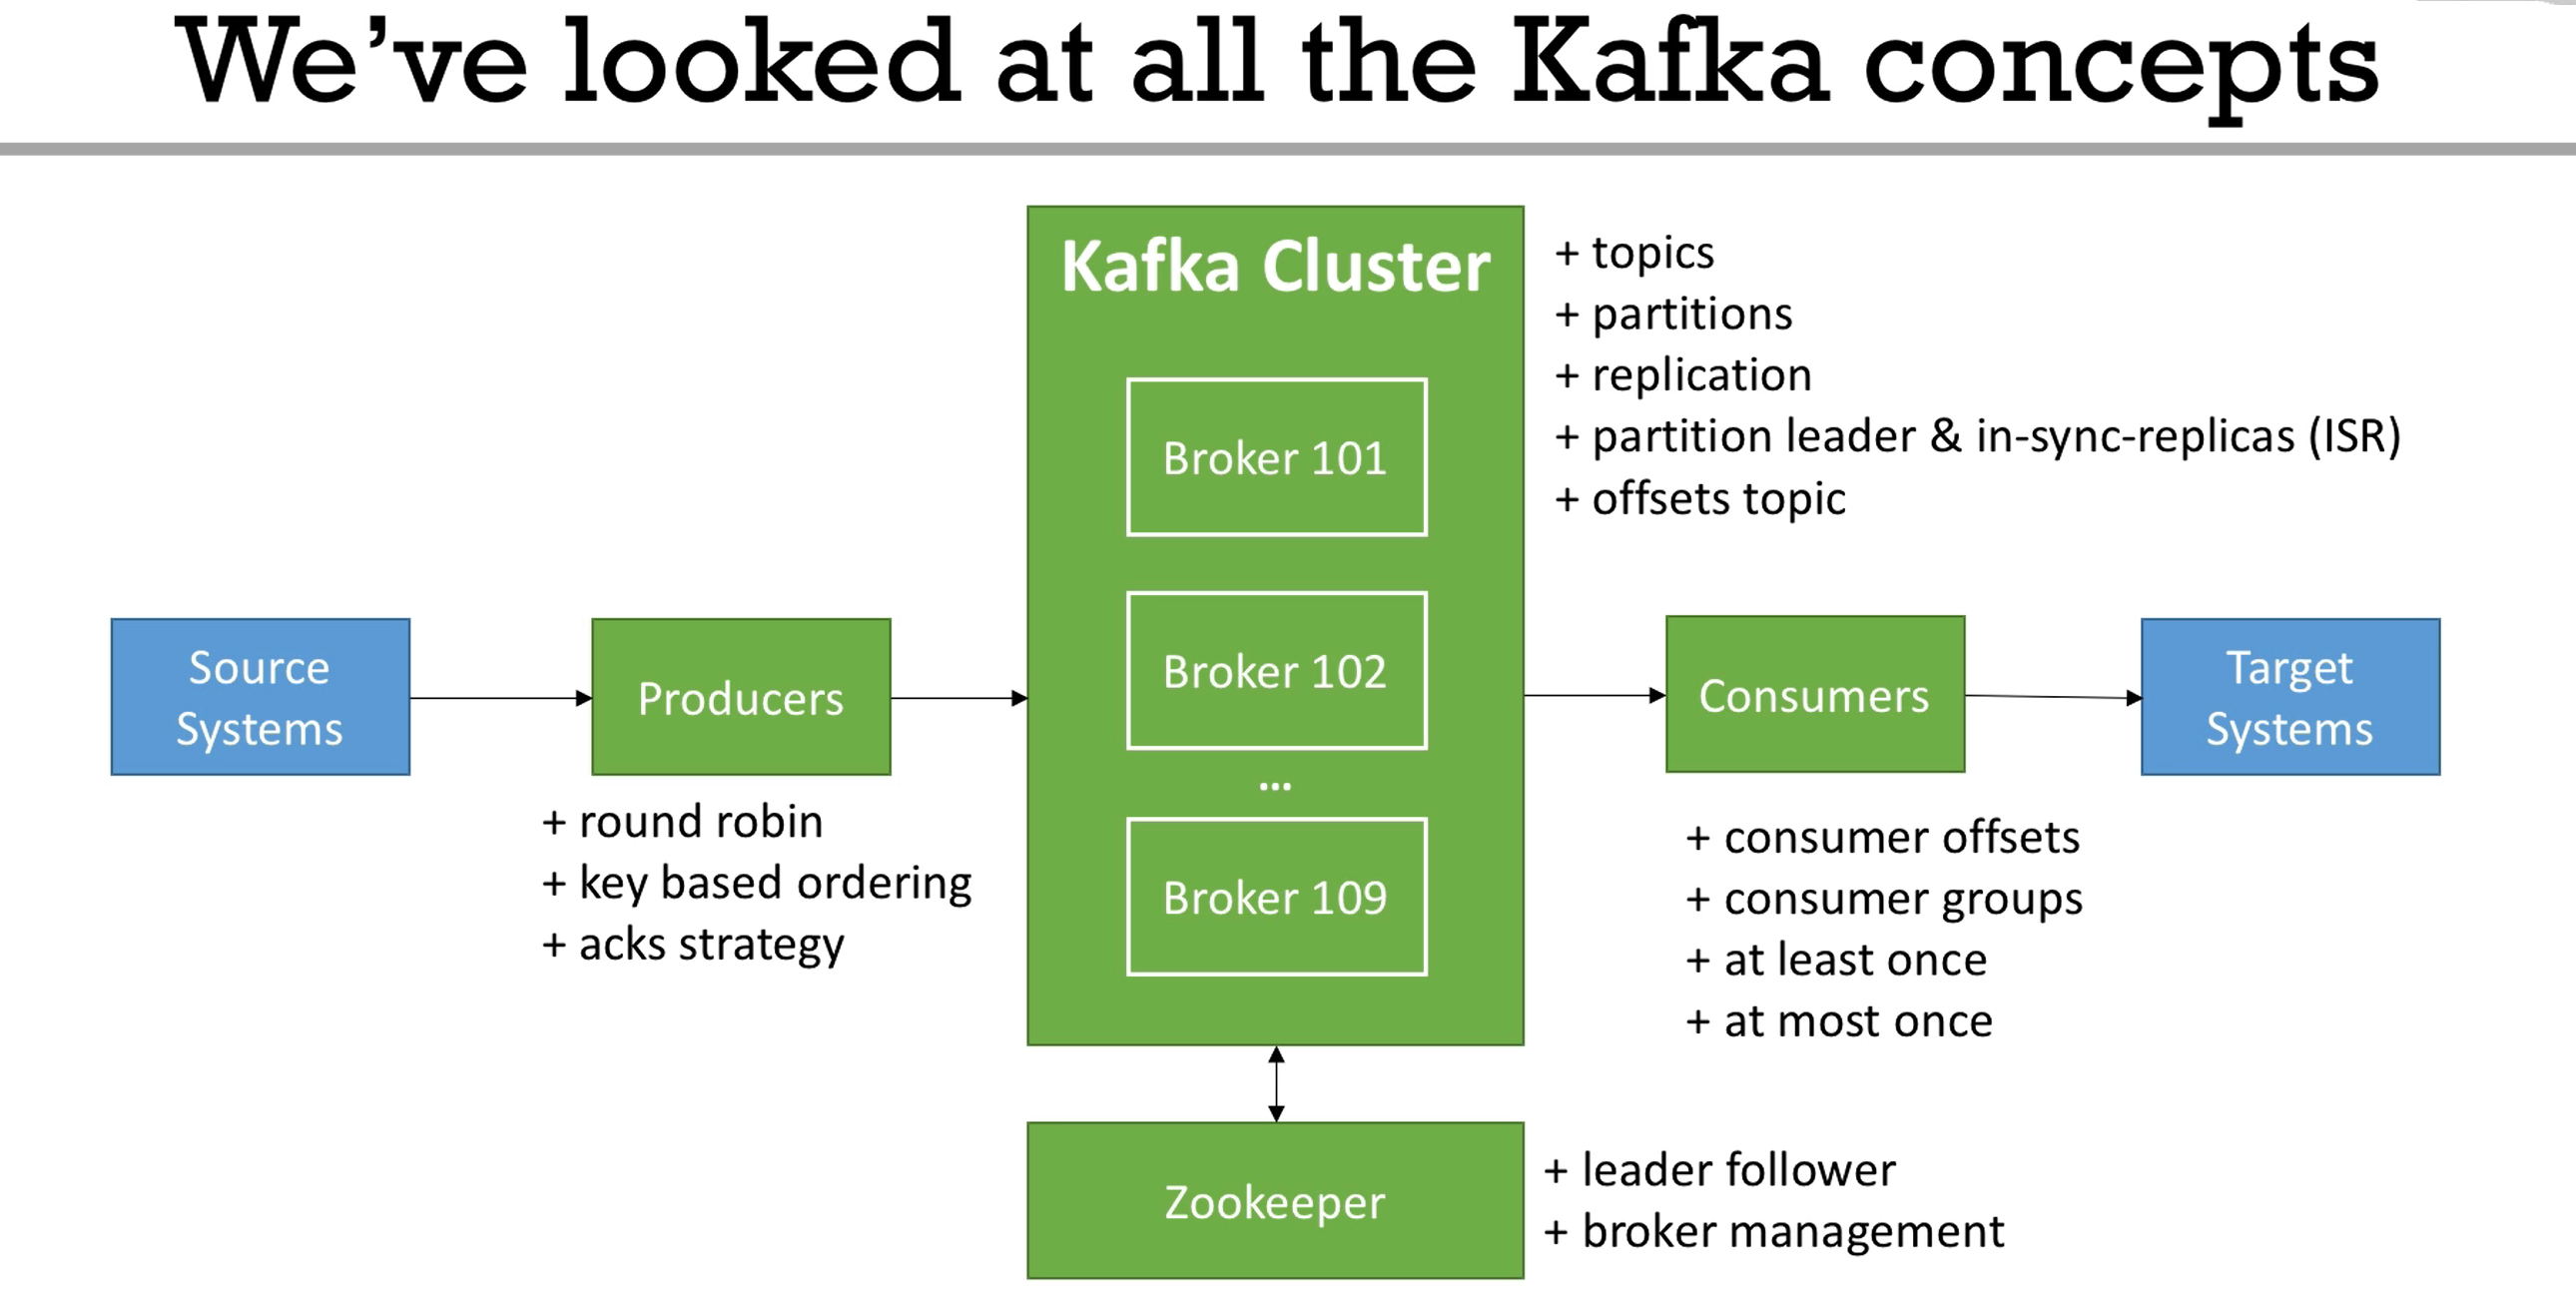 We’ve looked at all the Kafka concepts
Kafka Cluster
Broker 101
Broker 102
...
Broker 109
+ topics
+ partitions
+ replication
+ partition leader & in-sync-replicas (ISR)
+ offsets topic
Source
Systems
Producers
+ round robin
+ key based ordering
+ acks strategy
Consumers
+ consumer offsets
+ consumer groups
+ at least once
+ at most once
Target
Systems
Zookeeper
+ leader follower
+ broker management